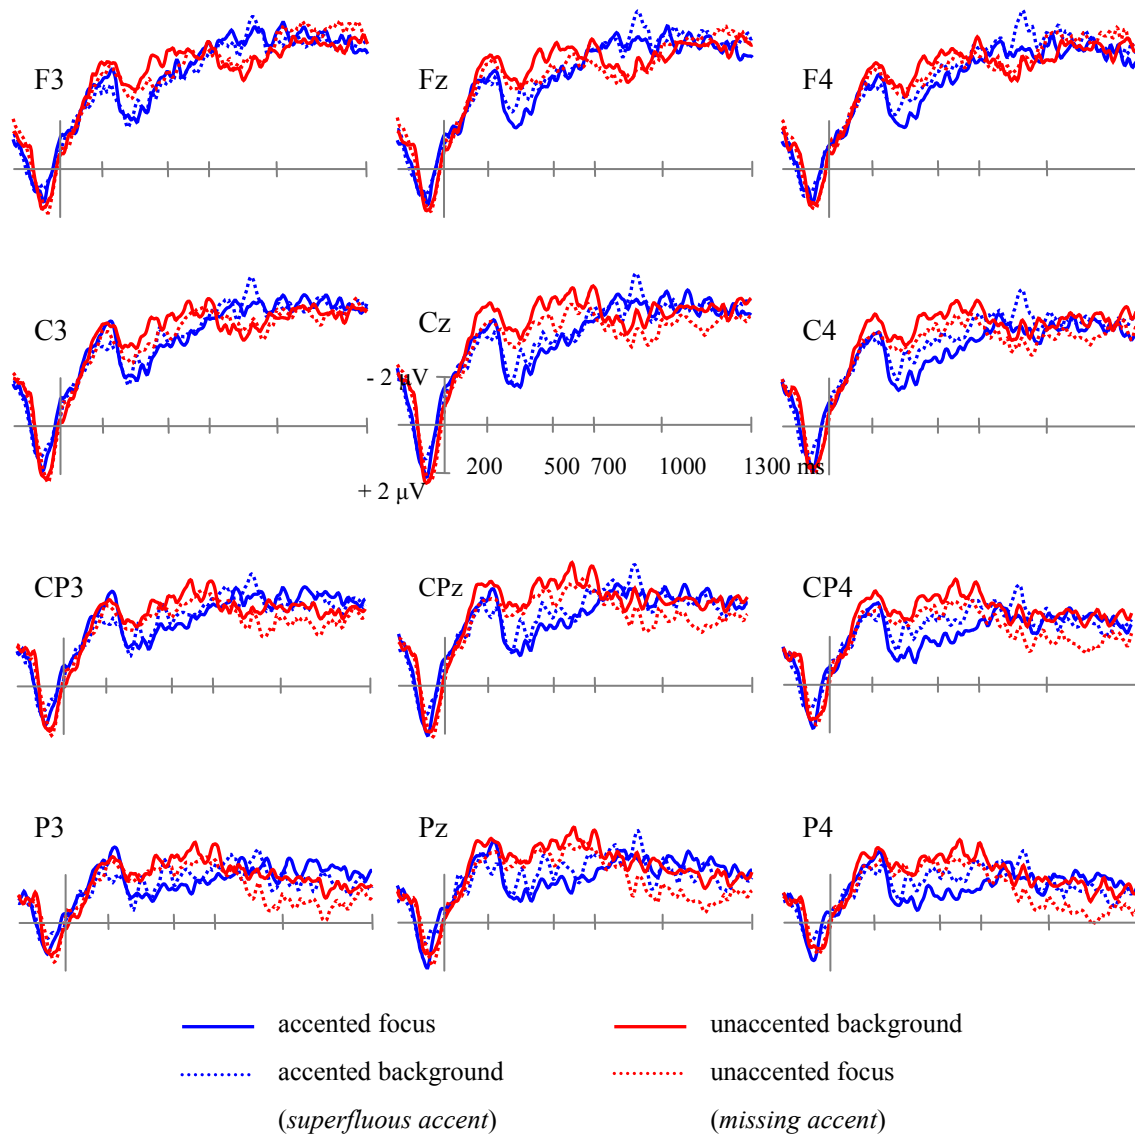 F3
Fz
F4
C3
Cz
C4
- 2 μV
200 500 700 1000 1300 ms
+ 2 μV
CP3
CPz
CP4
P3
Pz
P4
accented focus
unaccented background
accented background
unaccented focus
(superfluous accent)
(missing accent)